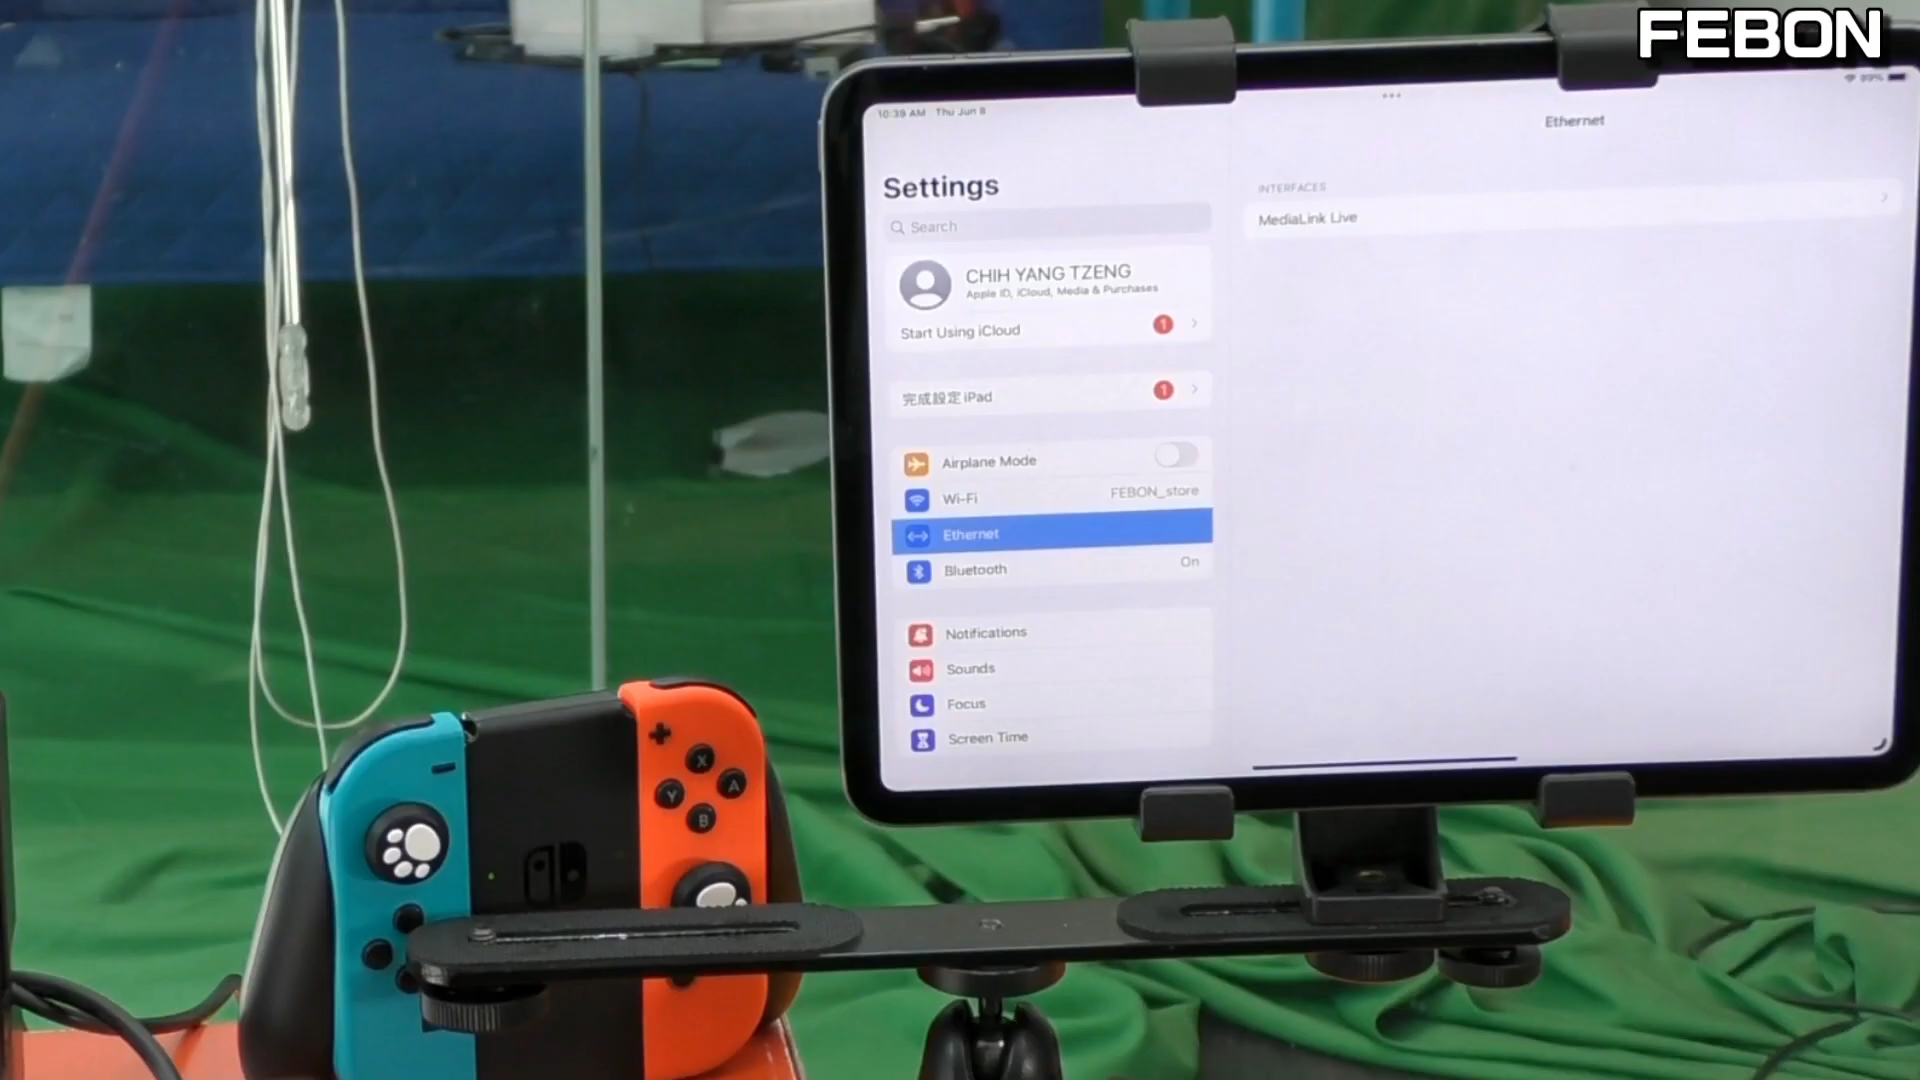 FEBON
10:39 AM Thu Jun 8
99%
Ethernet
Settings
Search
INTERFACES
MediaLink Live
CHIH YANG TZENG
Apple ID, iCloud, Media & Purchases
Start Using iCloud
1
完成設定 iPad
1
Airplane Mode
Wi-Fi
FEBON_store
Ethernet
Bluetooth
On
Notifications
Sounds
Focus
Screen Time
X
Y
A
B